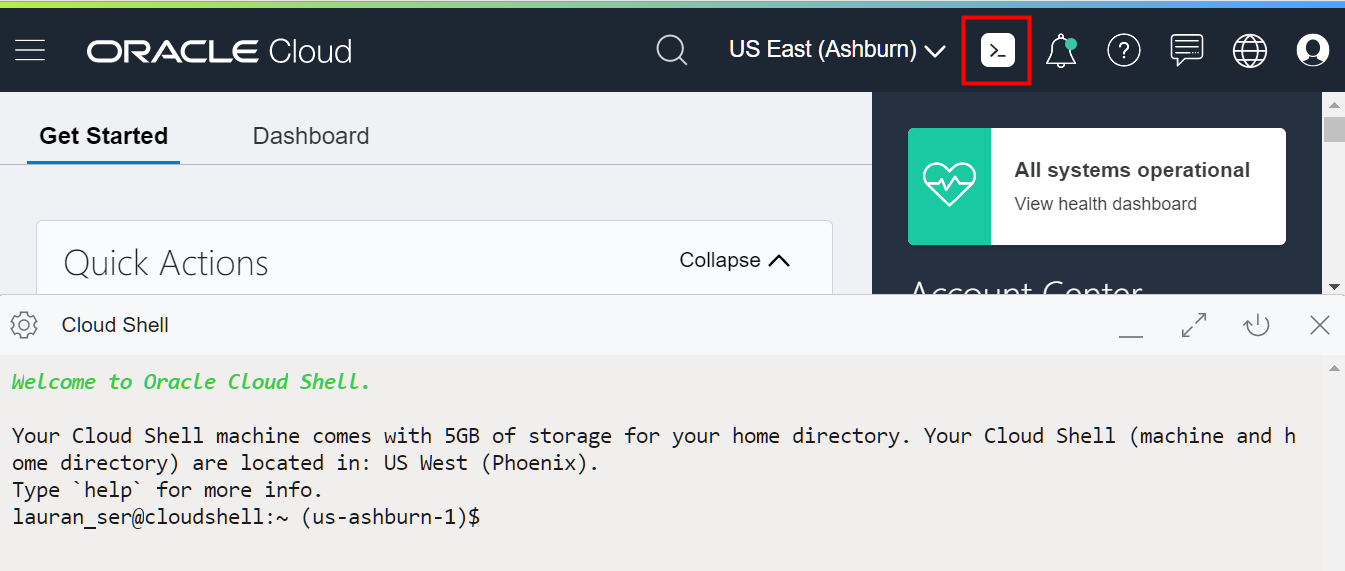 ORACLE Cloud
US East (Ashburn)
Get Started
Dashboard
All systems operational
View health dashboard
Quick Actions
Collapse
Account Center
Cloud Shell
Welcome to Oracle Cloud Shell.
Your Cloud Shell machine comes with 5GB of storage for your home directory. Your Cloud Shell (machine and h
ome directory) are located in: US West (Phoenix).
Type `help` for more info.
lauran_ser@cloudshell:~ (us-ashburn-1)$